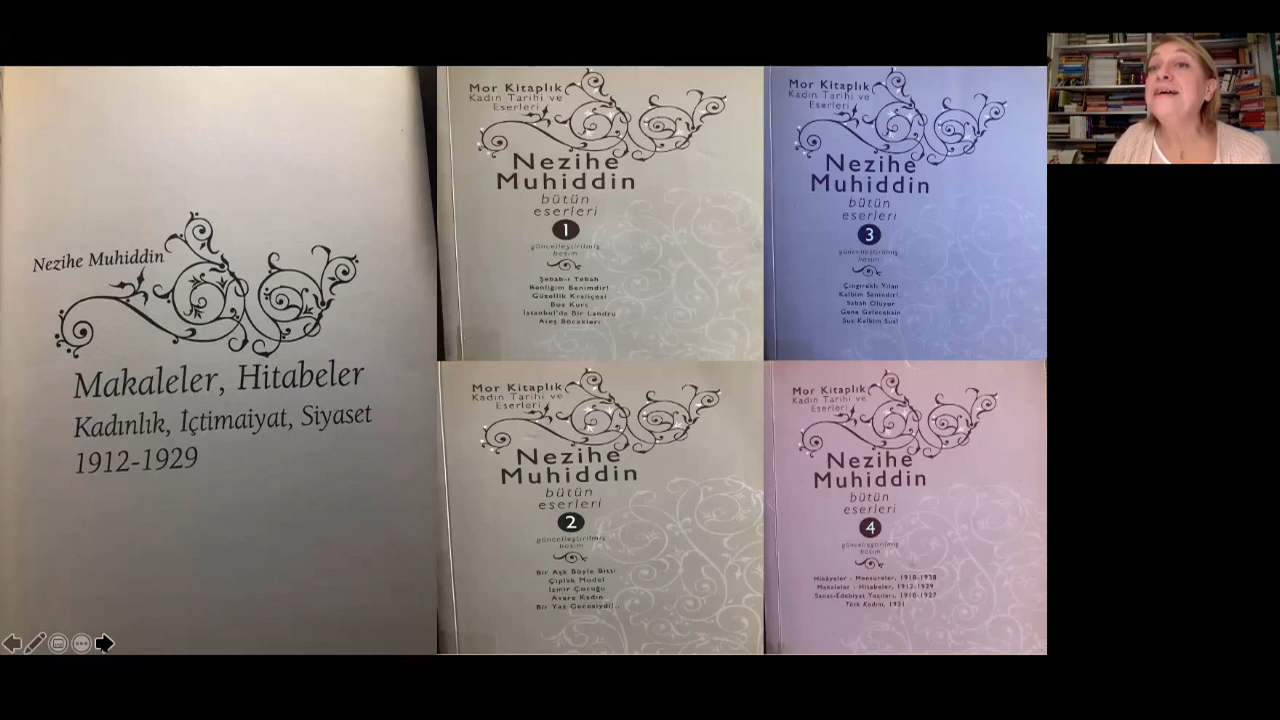 Nezihe Muhiddin
Makaleler, Hitabeler
Kadınlık, İçtimaiyat, Siyaset
1912-1929
Mor Kitaplık
Kadın Tarihi ve
Eserleri
Nezihe
Muhiddin
bütün
eserleri
1
güncelleştirilmiş
basım
Şebab-ı Tebah
Benliğim Benimdir!
Güzellik Kraliçesi
Boz Kurt
İstanbul'da Bir Landru
Ateş Böcekleri
Mor Kitaplık
Kadın Tarihi ve
Eserleri
Nezihe
Muhiddin
bütün
eserleri
3
güncelleştirilmiş
basım
Çıngıraklı Yılan
Kalbim Senindir!..
Sabah Oluyor
Gene Geleceksin
Sus Kalbim Sus!
Mor Kitaplık
Kadın Tarihi ve
Eserleri
Nezihe
Muhiddin
bütün
eserleri
2
güncelleştirilmiş
basım
Bir Aşk Böyle Bitti
Çıplak Model
İzmir Çocuğu
Avare Kadın
Bir Yaz Gecesiydi...
Mor Kitaplık
Kadın Tarihi ve
Eserleri
Nezihe
Muhiddin
bütün
eserleri
4
güncelleştirilmiş
basım
Hikâyeler - Mensureler, 1918-1938
Makaleler - Hitabeler, 1912-1929
Sanat-Edebiyat Yazıları, 1910-1927
Türk Kadını, 1931